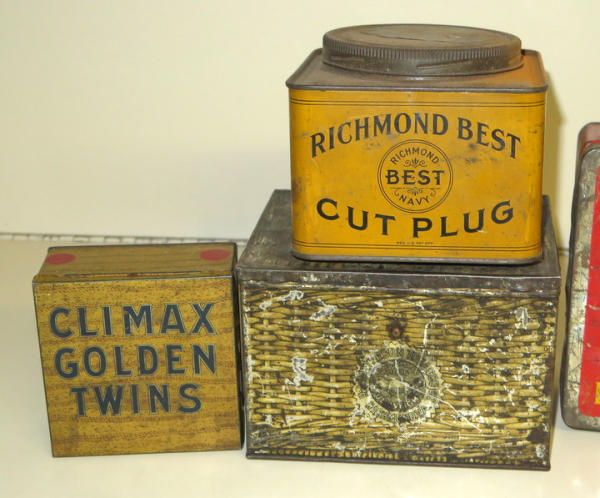 RICHMOND BEST
RICHMOND
BEST
NAVY
CUT PLUG
CLIMAX
GOLDEN
TWINS